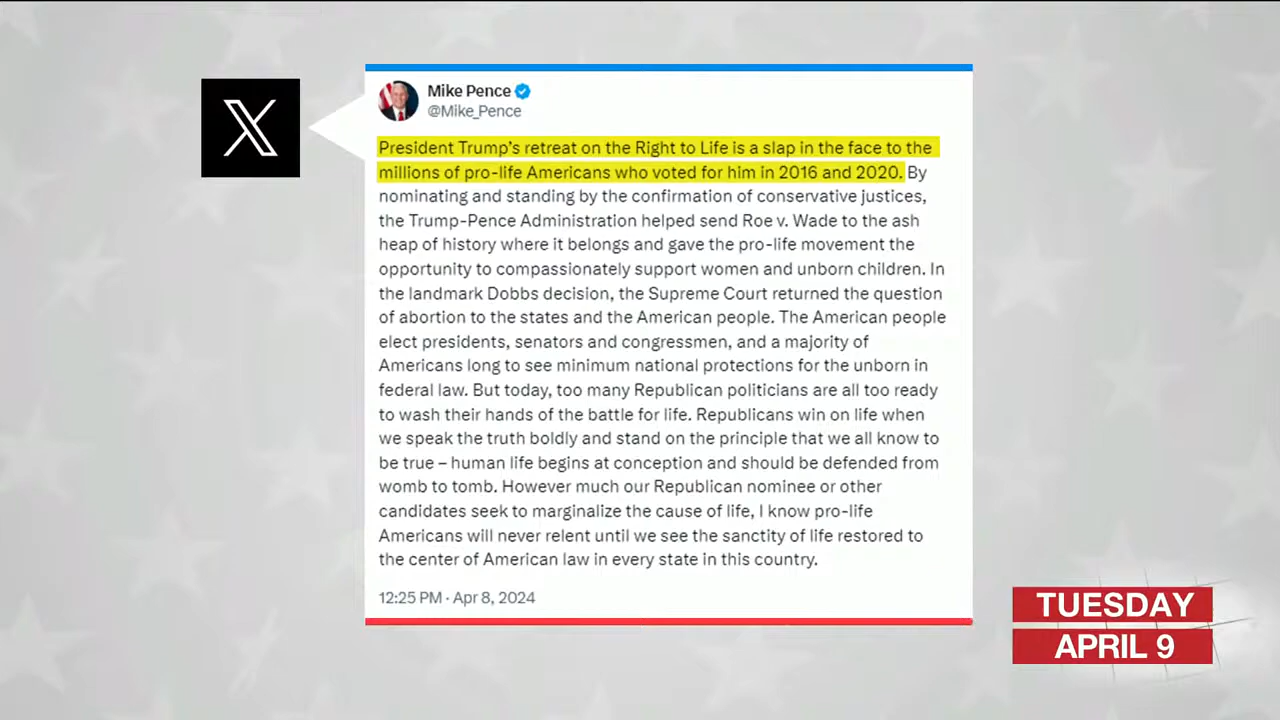 Mike Pence
@Mike_Pence
President Trump's retreat on the Right to Life is a slap in the face to the
millions of pro-life Americans who voted for him in 2016 and 2020. By
nominating and standing by the confirmation of conservative justices,
the Trump-Pence Administration helped send Roe v. Wade to the ash
heap of history where it belongs and gave the pro-life movement the
opportunity to compassionately support women and unborn children. In
the landmark Dobbs decision, the Supreme Court returned the question
of abortion to the states and the American people. The American people
elect presidents, senators and congressmen, and a majority of
Americans long to see minimum national protections for the unborn in
federal law. But today, too many Republican politicians are all too ready
to wash their hands of the battle for life. Republicans win on life when
we speak the truth boldly and stand on the principle that we all know to
be true – human life begins at conception and should be defended from
womb to tomb. However much our Republican nominee or other
candidates seek to marginalize the cause of life, I know pro-life
Americans will never relent until we see the sanctity of life restored to
the center of American law in every state in this country.
12:25 PM · Apr 8, 2024
TUESDAY
APRIL 9